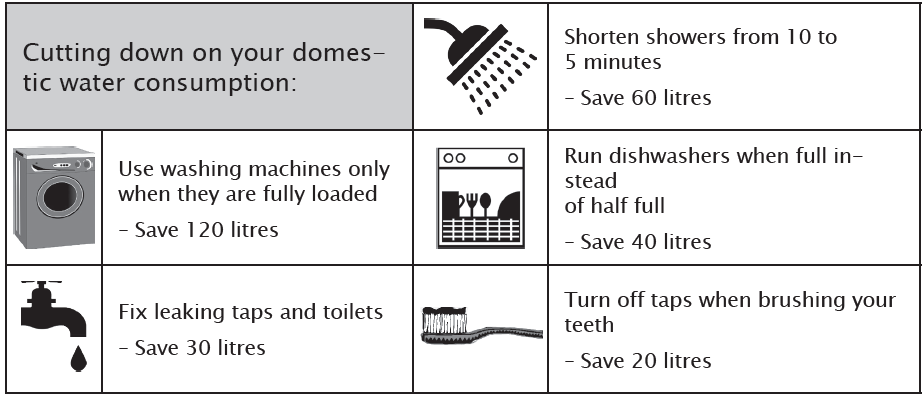 Cutting down on your domes-
tic water consumption:
Shorten showers from 10 to
5 minutes
– Save 60 litres
Use washing machines only
when they are fully loaded
– Save 120 litres
Run dishwashers when full in-
stead
of half full
– Save 40 litres
Fix leaking taps and toilets
– Save 30 litres
Turn off taps when brushing your
teeth
– Save 20 litres